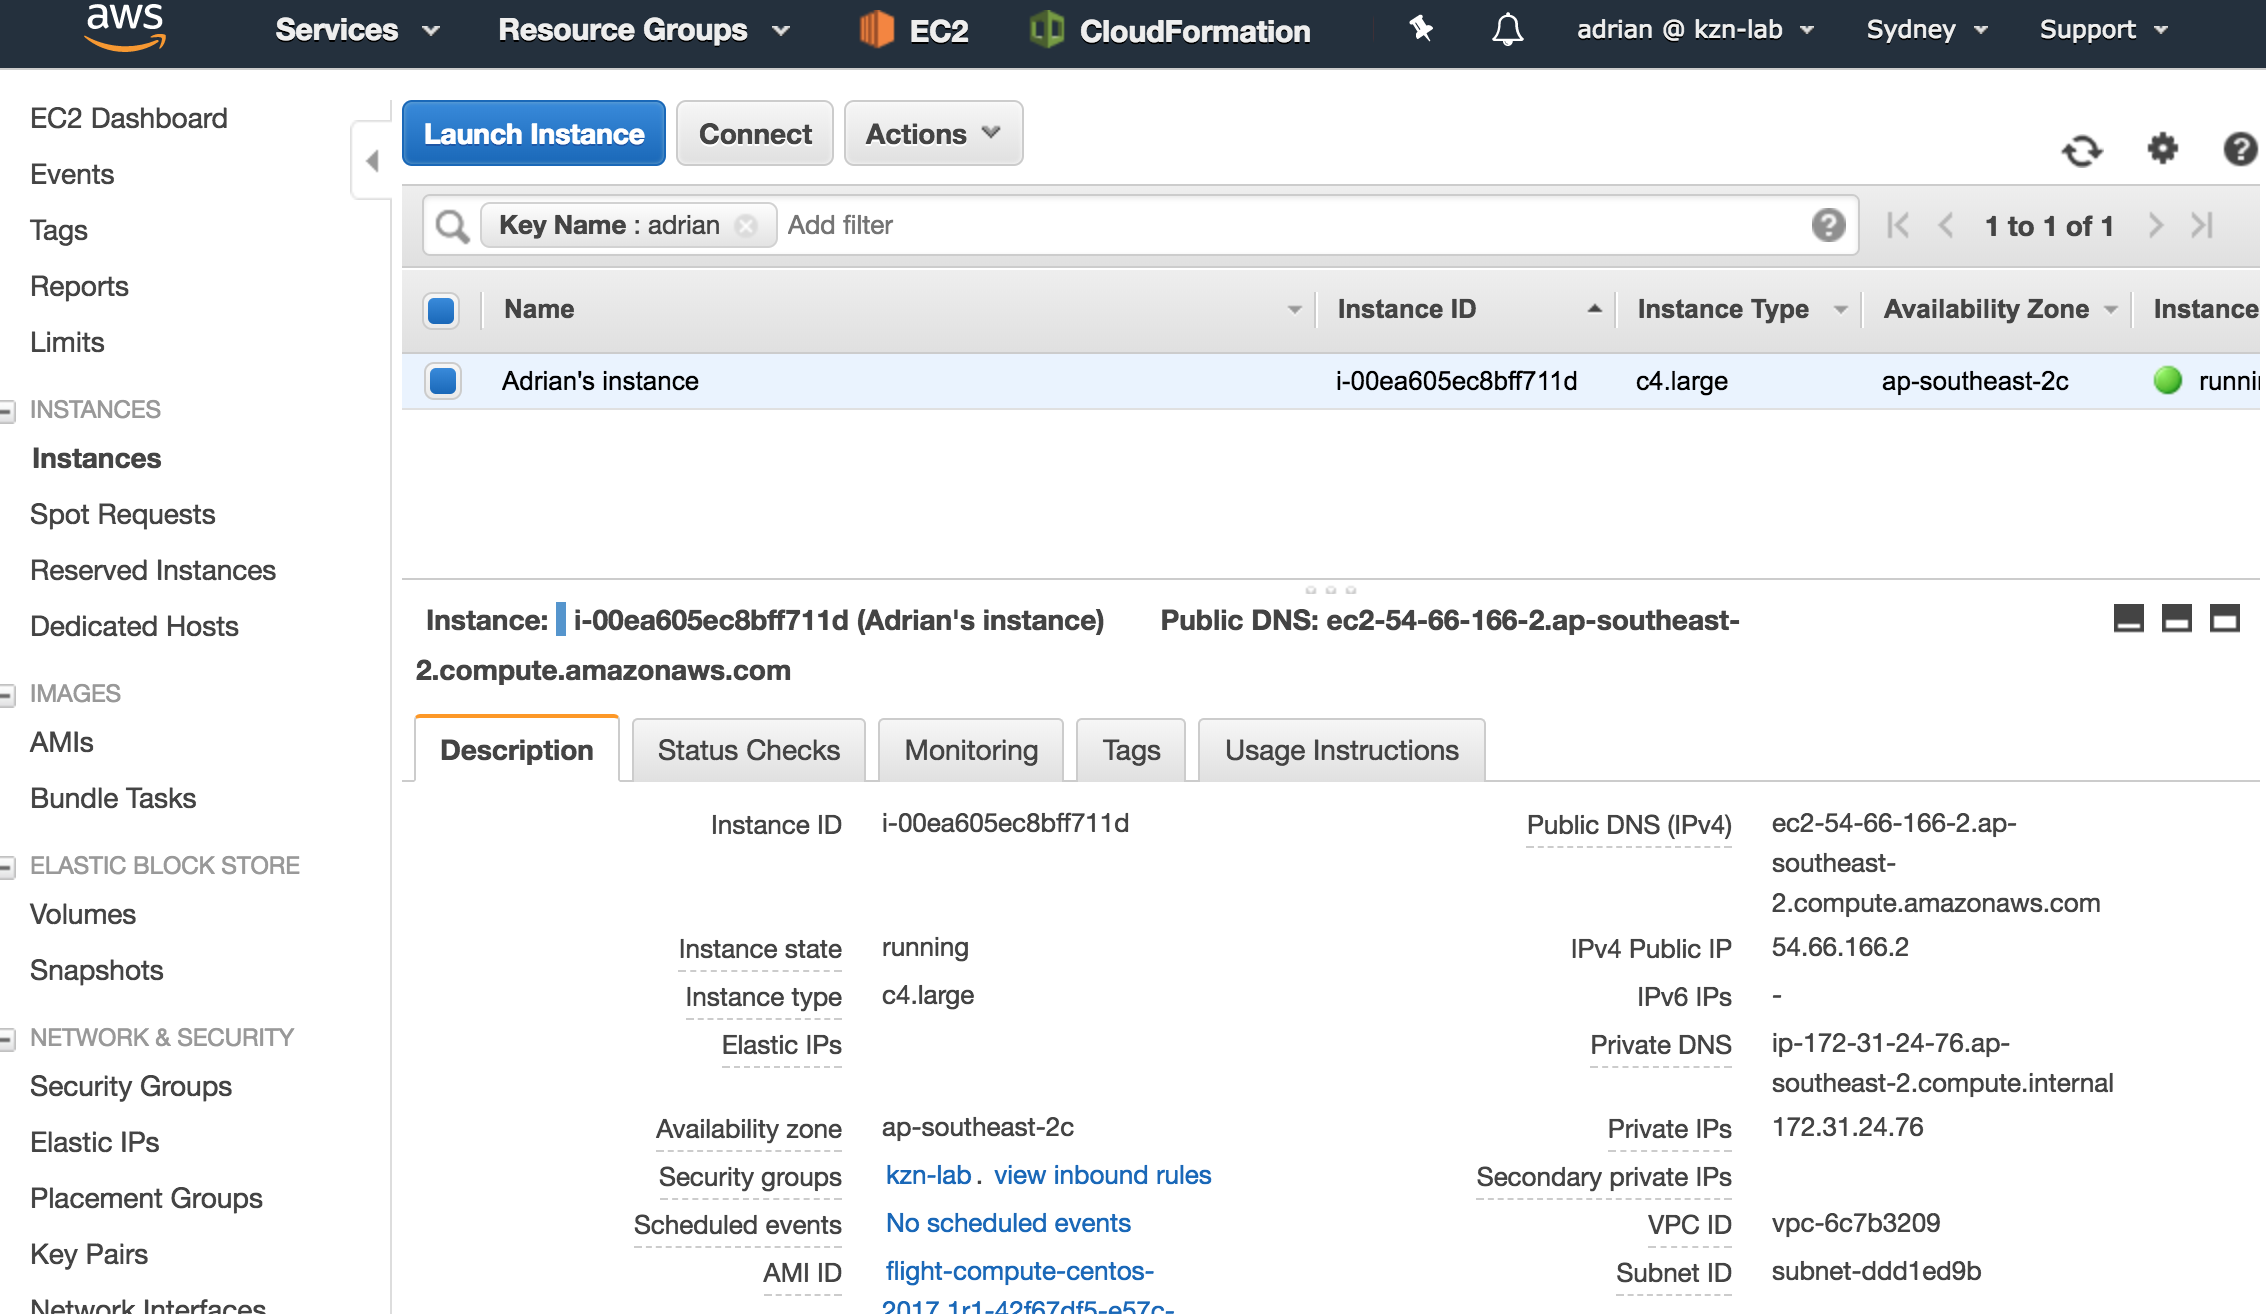 aws
Services
Resource Groups
EC2
CloudFormation
adrian @ kzn-lab
Sydney
Support
EC2 Dashboard
Events
Tags
Reports
Limits
INSTANCES
Instances
Spot Requests
Reserved Instances
Dedicated Hosts
IMAGES
AMIs
Bundle Tasks
ELASTIC BLOCK STORE
Volumes
Snapshots
NETWORK & SECURITY
Security Groups
Elastic IPs
Placement Groups
Key Pairs
Network Interfaces
Launch Instance
Connect
Actions
Key Name : adrian
Add filter
1 to 1 of 1
Name
Instance ID
Instance Type
Availability Zone
Instance
Adrian's instance
i-00ea605ec8bff711d
c4.large
ap-southeast-2c
runni
Instance: i-00ea605ec8bff711d (Adrian's instance) Public DNS: ec2-54-66-166-2.ap-southeast-
2.compute.amazonaws.com
Description
Status Checks
Monitoring
Tags
Usage Instructions
Instance ID i-00ea605ec8bff711d
Instance state running
Instance type c4.large
Elastic IPs
Availability zone ap-southeast-2c
Security groups kzn-lab. view inbound rules
Scheduled events No scheduled events
AMI ID flight-compute-centos-
2017.1r1-42f67df5-e57c-
Public DNS (IPv4) ec2-54-66-166-2.ap-
southeast-
2.compute.amazonaws.com
IPv4 Public IP 54.66.166.2
IPv6 IPs -
Private DNS ip-172-31-24-76.ap-
southeast-2.compute.internal
Private IPs 172.31.24.76
Secondary private IPs
VPC ID vpc-6c7b3209
Subnet ID subnet-ddd1ed9b